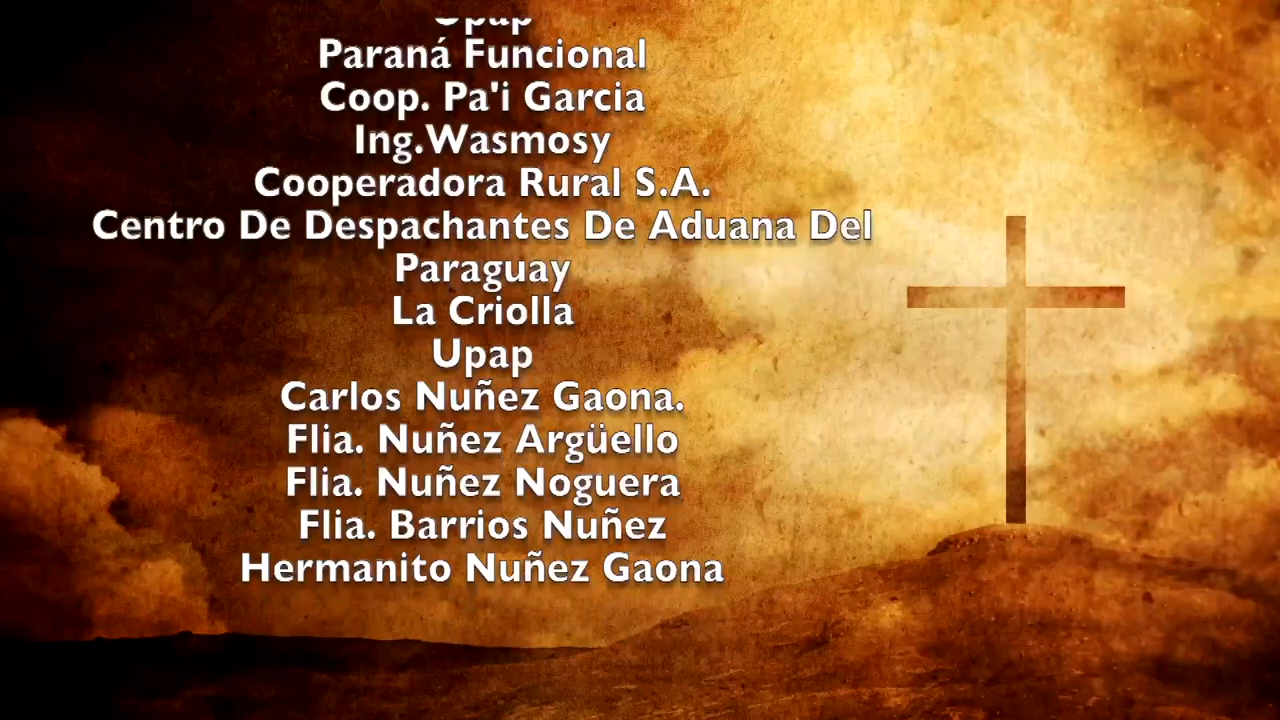 Paraná Funcional
Coop. Pa'i Garcia
Ing.Wasmosy
Cooperadora Rural S.A.
Centro De Despachantes De Aduana Del
Paraguay
La Criolla
Upap
Carlos Nuñez Gaona.
Flia. Nuñez Argüello
Flia. Nuñez Noguera
Flia. Barrios Nuñez
Hermanito Nuñez Gaona